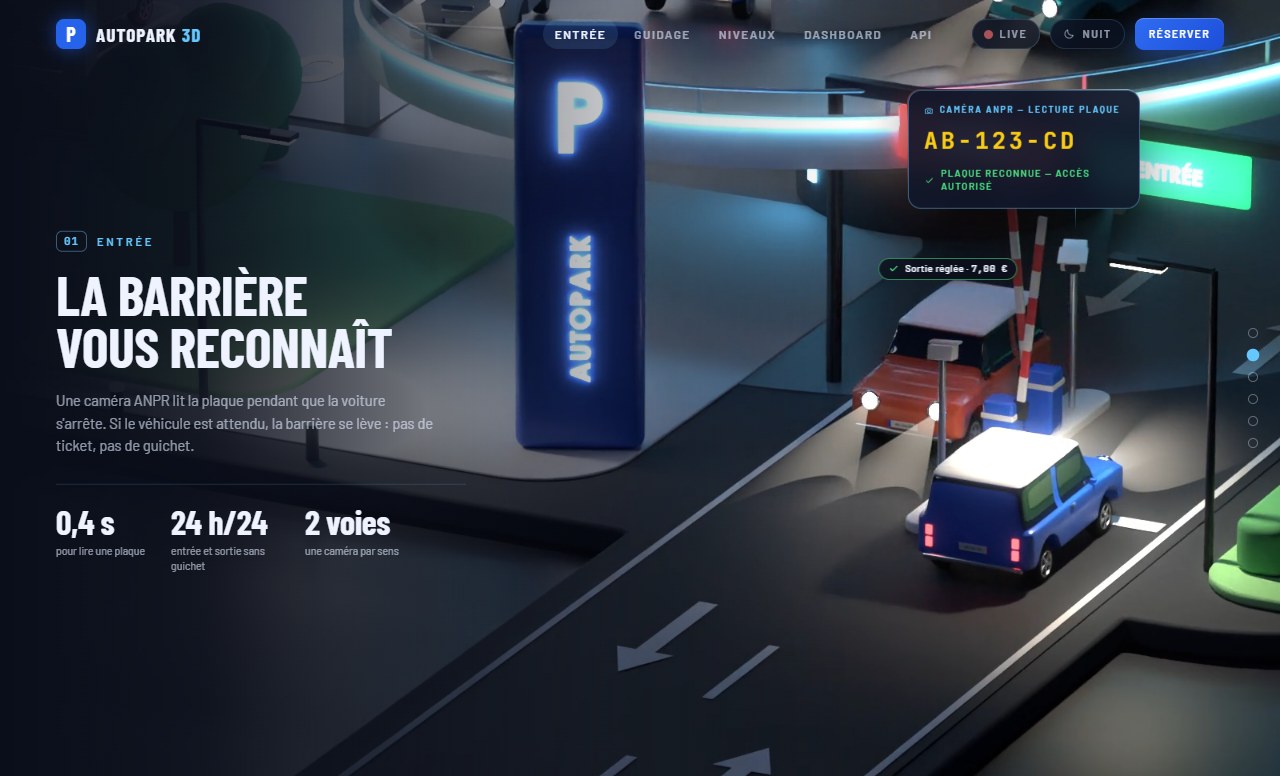 P AUTOPARK 3D
ENTRÉE GUIDAGE NIVEAUX DASHBOARD API
LIVE NUIT RÉSERVER
P
AUTOPARK
CAMÉRA ANPR — LECTURE PLAQUE
AB-123-CD
PLAQUE RECONNUE — ACCÈS
AUTORISÉ
ENTRÉE
Sortie réglée · 7,00 €
01 ENTRÉE
LA BARRIÈRE
VOUS RECONNAÎT
Une caméra ANPR lit la plaque pendant que la voiture
s'arrête. Si le véhicule est attendu, la barrière se lève : pas de
ticket, pas de guichet.
0,4 s
pour lire une plaque
24 h/24
entrée et sortie sans
guichet
2 voies
une caméra par sens